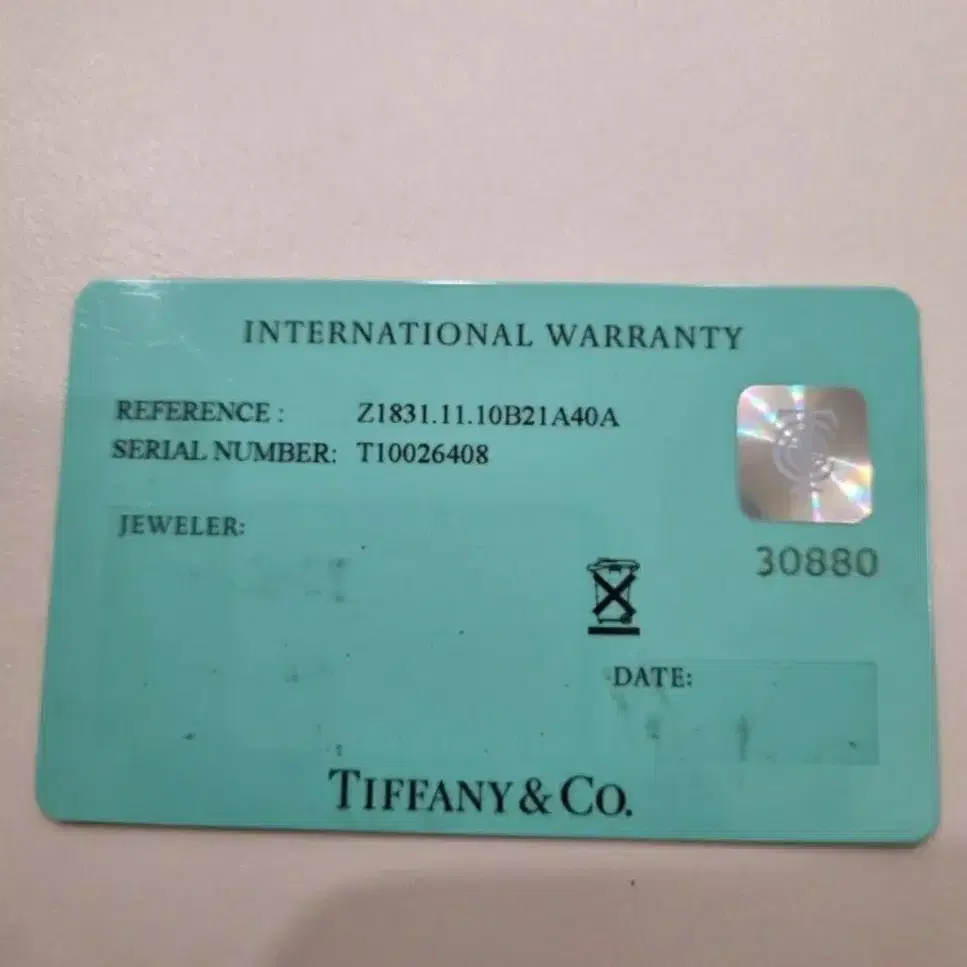 INTERNATIONAL WARRANTY
REFERENCE : Z1831.11.10B21A40A
SERIAL NUMBER: T10026408
JEWELER:
30880
DATE:
TIFFANY & CO.